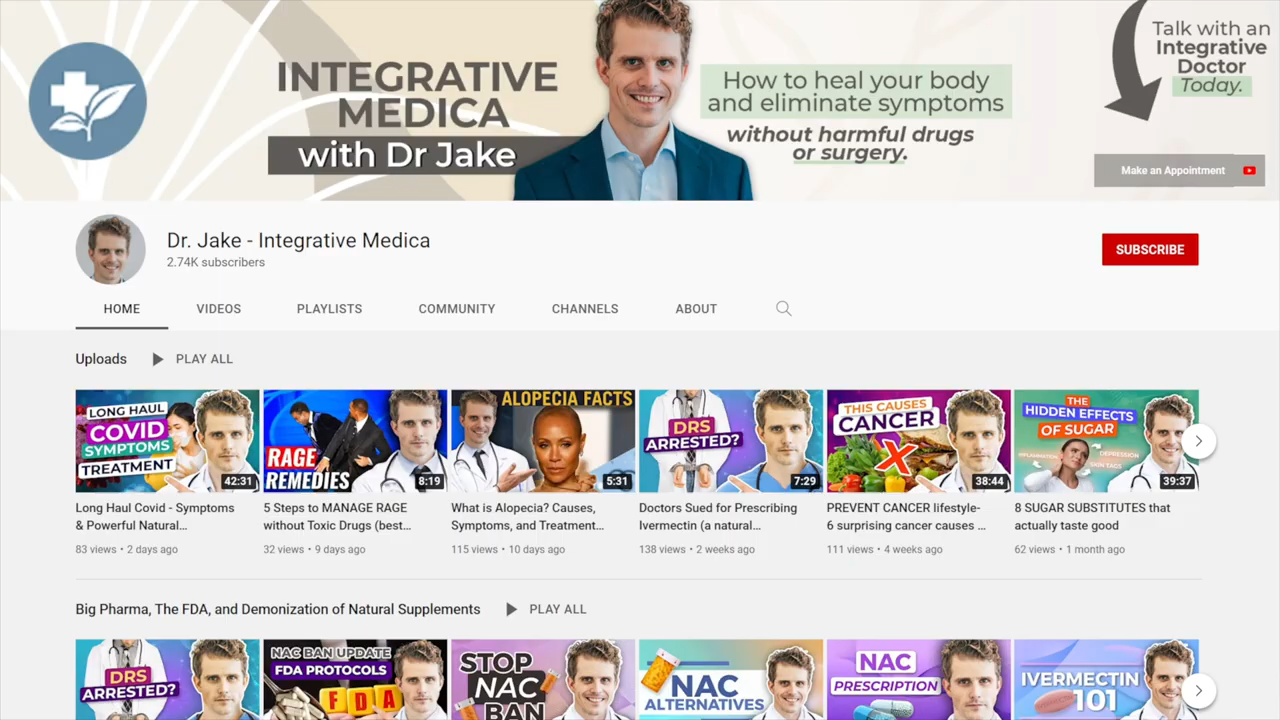 INTEGRATIVE
MEDICA
with Dr Jake
How to heal your body
and eliminate symptoms
without harmful drugs
or surgery.
Talk with an
Integrative
Doctor
Today.
Make an Appointment
Dr. Jake - Integrative Medica
2.74K subscribers
SUBSCRIBE
HOME VIDEOS PLAYLISTS COMMUNITY CHANNELS ABOUT
Uploads PLAY ALL
LONG HAUL
COVID
SYMPTOMS
TREATMENT
42:31
RAGE
REMEDIES
8:19
ALOPECIA FACTS
5:31
DRS
ARRESTED?
7:29
THIS CAUSES
CANCER
X
38:44
THE
HIDDEN EFFECTS
OF SUGAR
INFLAMMATION
DEPRESSION
SKIN TAGS
39:37
Long Haul Covid - Symptoms
& Powerful Natural...
83 views • 2 days ago
5 Steps to MANAGE RAGE
without Toxic Drugs (best...
32 views • 9 days ago
What is Alopecia? Causes,
Symptoms, and Treatment...
115 views • 10 days ago
Doctors Sued for Prescribing
Ivermectin (a natural...
138 views • 2 weeks ago
PREVENT CANCER lifestyle-
6 surprising cancer causes ...
111 views • 4 weeks ago
8 SUGAR SUBSTITUTES that
actually taste good
62 views • 1 month ago
Big Pharma, The FDA, and Demonization of Natural Supplements PLAY ALL
DRS
ARRESTED?
NAC BAN UPDATE
FDA PROTOCOLS
FDA
STOP
NAC
BAN
NAC
ALTERNATIVES
NAC
PRESCRIPTION
IVERMECTIN
101